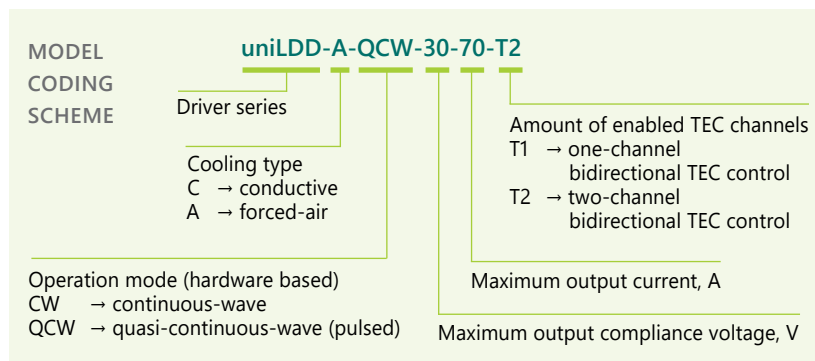 MODEL
CODING
SCHEME
uniLDD-A-QCW-30-70-T2
Driver series
Cooling type
C → conductive
A → forced-air
Operation mode (hardware based)
CW → continuous-wave
QCW → quasi-continuous-wave (pulsed)
Amount of enabled TEC channels
T1 → one-channel
bidirectional TEC control
T2 → two-channel
bidirectional TEC control
Maximum output current, A
Maximum output compliance voltage, V